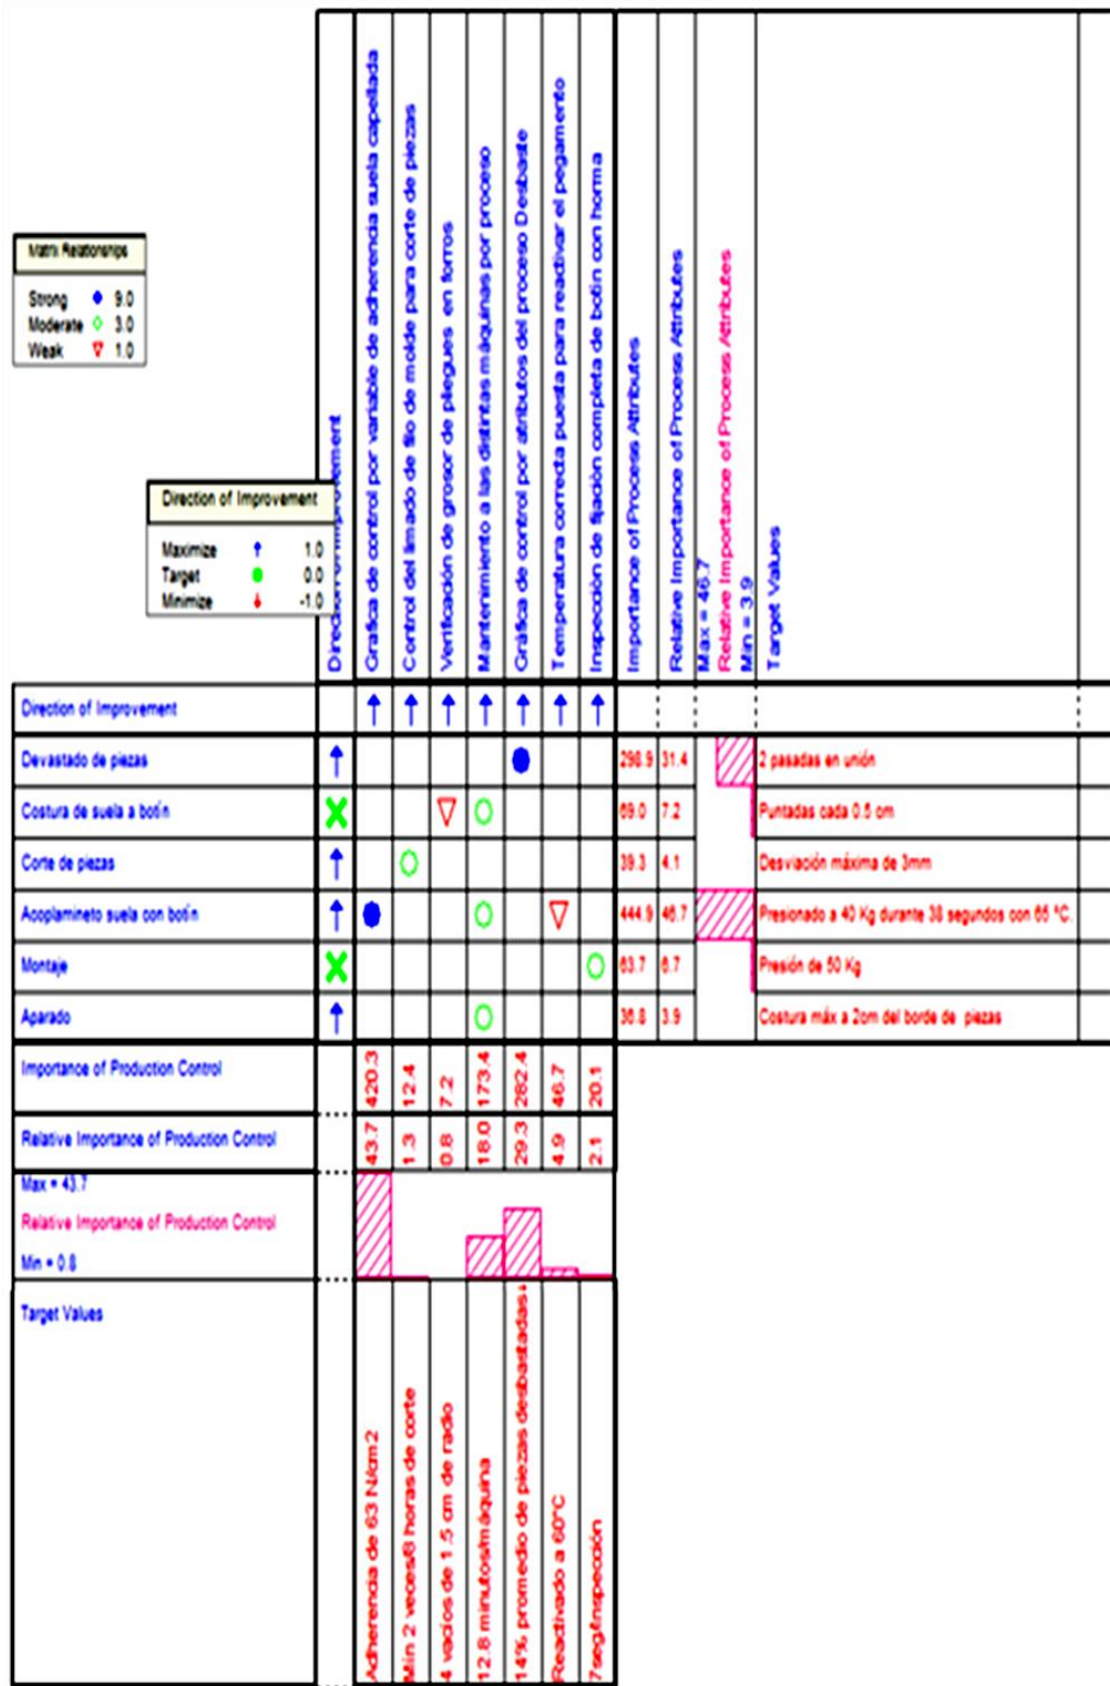 Matrix Relationships
Strong 9.0
Moderate 3.0
Weak 1.0
Direction of Improvement
Maximize 1.0
Target 0.0
Minimize -1.0
Direction of Improvement
Gráfica de control por variable de adherencia suela capellada
Control del limado de filo de molde para corte de piezas
Verificación de grosor de pliegues en forros
Mantenimiento a las distintas máquinas por proceso
Gráfica de control por atributos del proceso Desbaste
Temperatura correcta puesta para reactivar el pegamento
Inspección de fijación completa de botín con horma
Importance of Process Attributes
Relative Importance of Process Attributes
Max = 46.7
Relative Importance of Process Attributes
Min = 3.9
Target Values
Direction of Improvement
Devastado de piezas 298.9 31.4 2 pasadas en unión
Costura de suela a botín 69.0 7.2 Puntadas cada 0.5 cm
Corte de piezas 39.3 4.1 Desviación máxima de 3mm
Acoplamineto suela con botín 444.9 46.7 Presionado a 40 Kg durante 38 segundos con 65 °C.
Montaje 63.7 6.7 Presión de 50 Kg
Aparado 36.8 3.9 Costura máx a 2cm del borde de piezas
Importance of Production Control 420.3 12.4 7.2 173.4 282.4 46.7 20.1
Relative Importance of Production Control 43.7 1.3 0.8 18.0 29.3 4.9 2.1
Max = 43.7
Relative Importance of Production Control
Min = 0.8
Target Values
Adherencia de 63 N/cm2
Min 2 veces/8 horas de corte
4 vacíos de 1.5 cm de radio
12.8 minutos/máquina
14% promedio de piezas desbastadas
Reactivado a 60°C
7seg/inspección